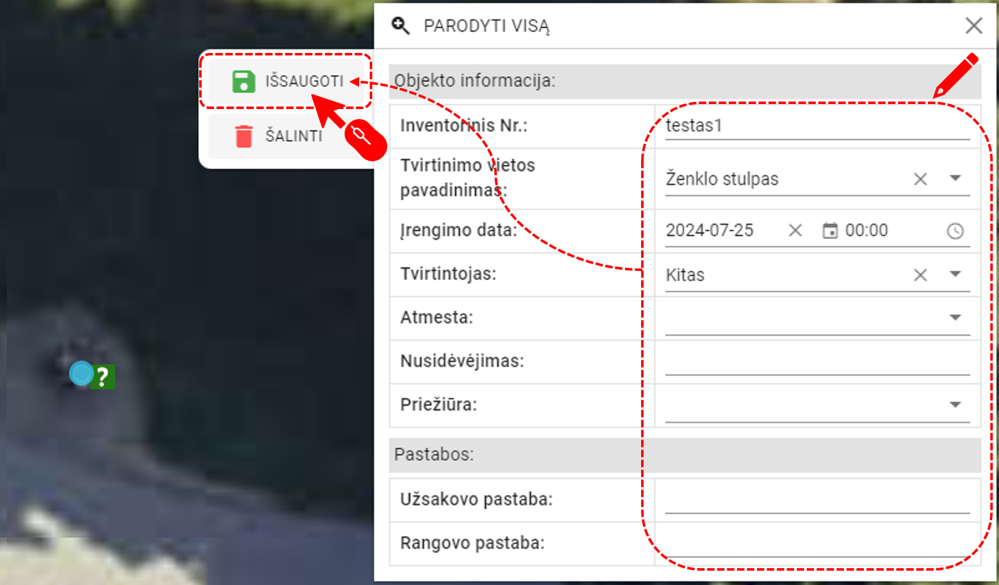 PARODYTI VISĄ
IŠSAUGOTI
ŠALINTI
Objekto informacija:
Inventorinis Nr.: testas1
Tvirtinimo vietos
pavadinimas: Ženklo stulpas
Įrengimo data: 2024-07-25 00:00
Tvirtintojas: Kitas
Atmesta:
Nusidėvėjimas:
Priežiūra:
Pastabos:
Užsakovo pastaba:
Rangovo pastaba:
?